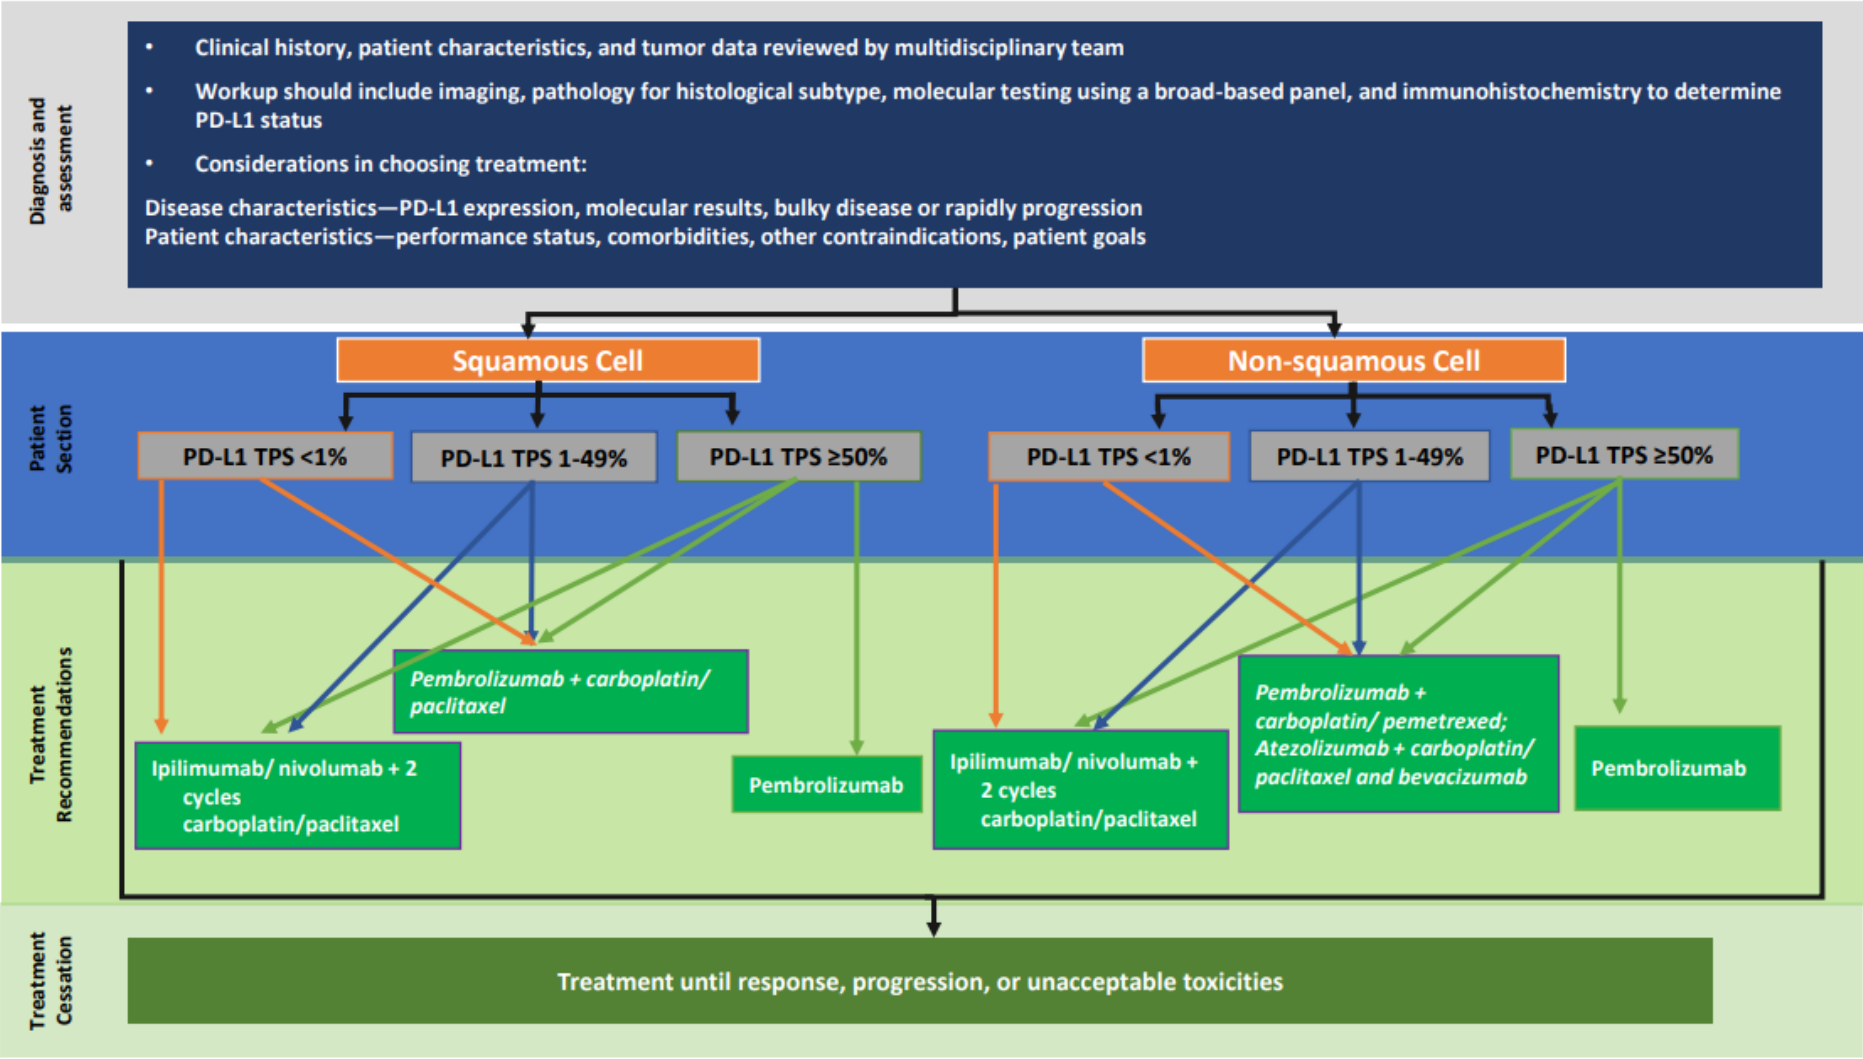 Diagnosis and
assessment
• Clinical history, patient characteristics, and tumor data reviewed by multidisciplinary team
• Workup should include imaging, pathology for histological subtype, molecular testing using a broad-based panel, and immunohistochemistry to determine
PD-L1 status
• Considerations in choosing treatment:
Disease characteristics—PD-L1 expression, molecular results, bulky disease or rapidly progression
Patient characteristics—performance status, comorbidities, other contraindications, patient goals
Patient
Section
Squamous Cell
Non-squamous Cell
PD-L1 TPS <1%
PD-L1 TPS 1-49%
PD-L1 TPS ≥50%
PD-L1 TPS <1%
PD-L1 TPS 1-49%
PD-L1 TPS ≥50%
Treatment
Recommendations
Ipilimumab/ nivolumab + 2
cycles
carboplatin/paclitaxel
Pembrolizumab + carboplatin/
paclitaxel
Pembrolizumab
Ipilimumab/ nivolumab +
2 cycles
carboplatin/paclitaxel
Pembrolizumab +
carboplatin/ pemetrexed;
Atezolizumab + carboplatin/
paclitaxel and bevacizumab
Pembrolizumab
Treatment
Cessation
Treatment until response, progression, or unacceptable toxicities